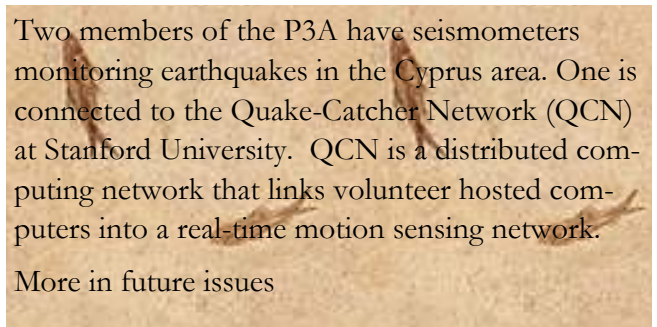 Two members of the P3A have seismometers
monitoring earthquakes in the Cyprus area. One is
connected to the Quake-Catcher Network (QCN)
at Stanford University.  QCN is a distributed com-
puting network that links volunteer hosted com-
puters into a real-time motion sensing network.
More in future issues